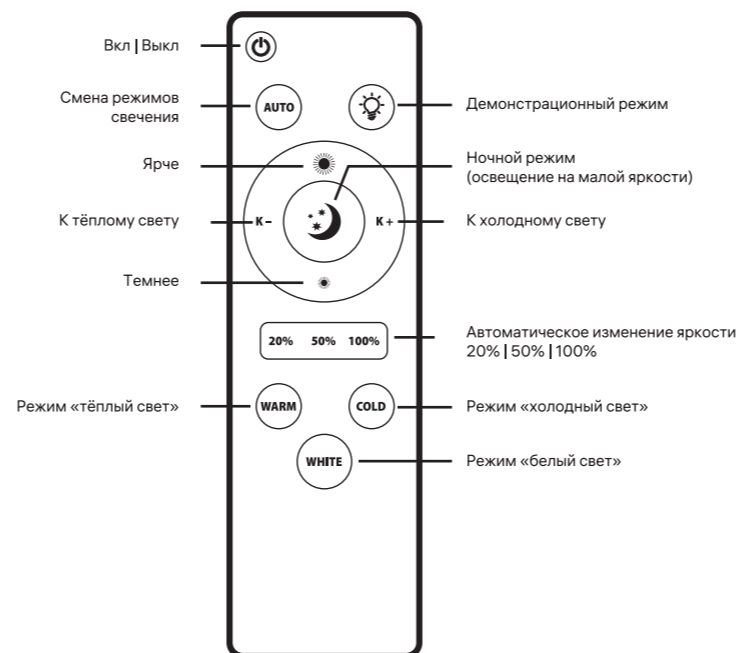 Вкл | Выкл
Смена режимов
свечения
AUTO
Демонстрационный режим
Ярче
Ночной режим
(освещение на малой яркости)
К тёплому свету
K–
K+
К холодному свету
Темнее
20% 50% 100%
Автоматическое изменение яркости
20% | 50% | 100%
Режим «тёплый свет»
WARM
COLD
Режим «холодный свет»
WHITE
Режим «белый свет»